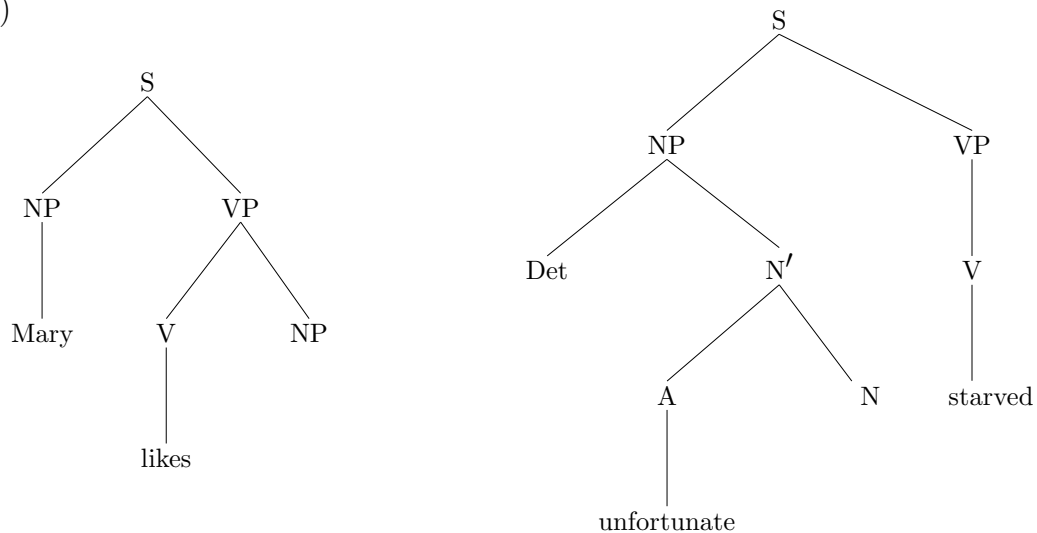 )
S
NP VP
Mary V NP
likes
S
NP VP
Det N′ V
A N starved
unfortunate